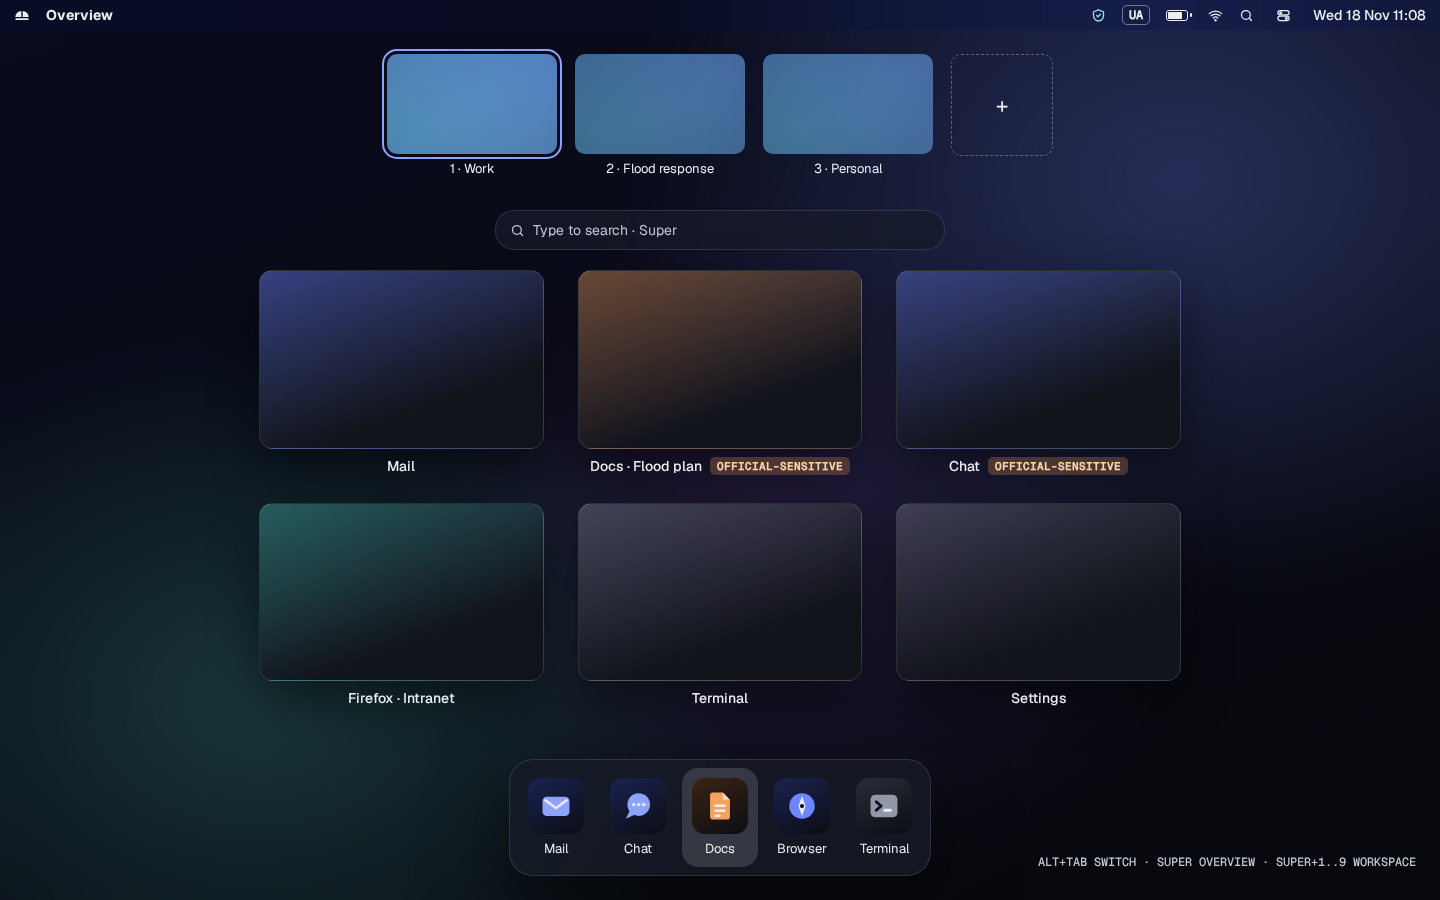 Overview
UA
Wed 18 Nov 11:08
+
1 · Work
2 · Flood response
3 · Personal
Type to search · Super
Mail
Docs · Flood plan OFFICIAL-SENSITIVE
Chat OFFICIAL-SENSITIVE
Firefox · Intranet
Terminal
Settings
Mail
Chat
Docs
Browser
Terminal
ALT+TAB SWITCH · SUPER OVERVIEW · SUPER+1..9 WORKSPACE